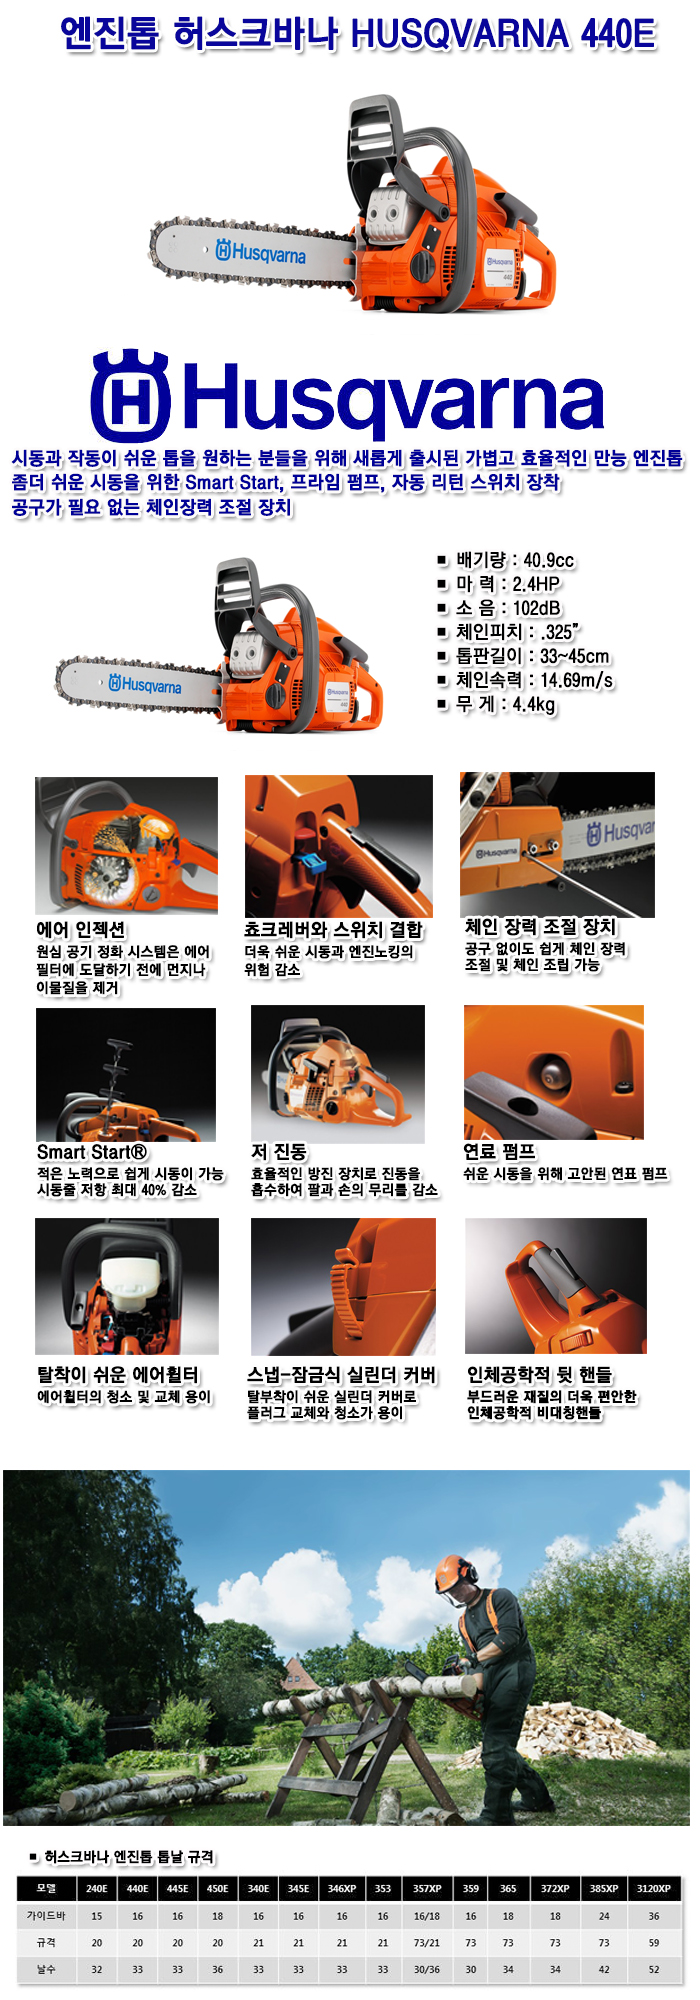 엔진톱 허스크바나 HUSQVARNA 440E
Husqvarna
Husqvarna
440
Husqvarna
시동과 작동이 쉬운 톱을 원하는 분들을 위해 새롭게 출시된 가볍고 효율적인 만능 엔진톱
좀더 쉬운 시동을 위한 Smart Start, 프라임 펌프, 자동 리턴 스위치 장착
공구가 필요 없는 체인장력 조절 장치
■ 배기량 : 40.9cc
■ 마 력 : 2.4HP
■ 소 음 : 102dB
■ 체인피치 : .325”
■ 톱판길이 : 33~45cm
■ 체인속력 : 14.69m/s
■ 무 게 : 4.4kg
Husqvarna
Husqvarna
440
Husqvarna
Husqvarna
에어 인젝션
원심 공기 정화 시스템은 에어
필터에 도달하기 전에 먼지나
이물질을 제거
쵸크레버와 스위치 결합
더욱 쉬운 시동과 엔진노킹의
위험 감소
체인 장력 조절 장치
공구 없이도 쉽게 체인 장력
조절 및 체인 조립 가능
Smart Start®
적은 노력으로 쉽게 시동이 가능
시동줄 저항 최대 40% 감소
저 진동
효율적인 방진 장치로 진동을
흡수하여 팔과 손의 무리를 감소
연료 펌프
쉬운 시동을 위해 고안된 연표 펌프
탈착이 쉬운 에어휠터
에어휠터의 청소 및 교체 용이
스냅-잠금식 실린더 커버
탈부착이 쉬운 실린더 커버로
플러그 교체와 청소가 용이
인체공학적 뒷 핸들
부드러운 재질의 더욱 편안한
인체공학적 비대칭핸들
■ 허스크바나 엔진톱 톱날 규격
모델 240E 440E 445E 450E 340E 345E 346XP 353 357XP 359 365 372XP 385XP 3120XP
가이드바 15 16 16 18 16 16 16 16 16/18 16 18 18 24 36
규격 20 20 20 20 21 21 21 21 73/21 73 73 73 73 59
날수 32 33 33 36 33 33 33 33 30/36 30 34 34 42 52